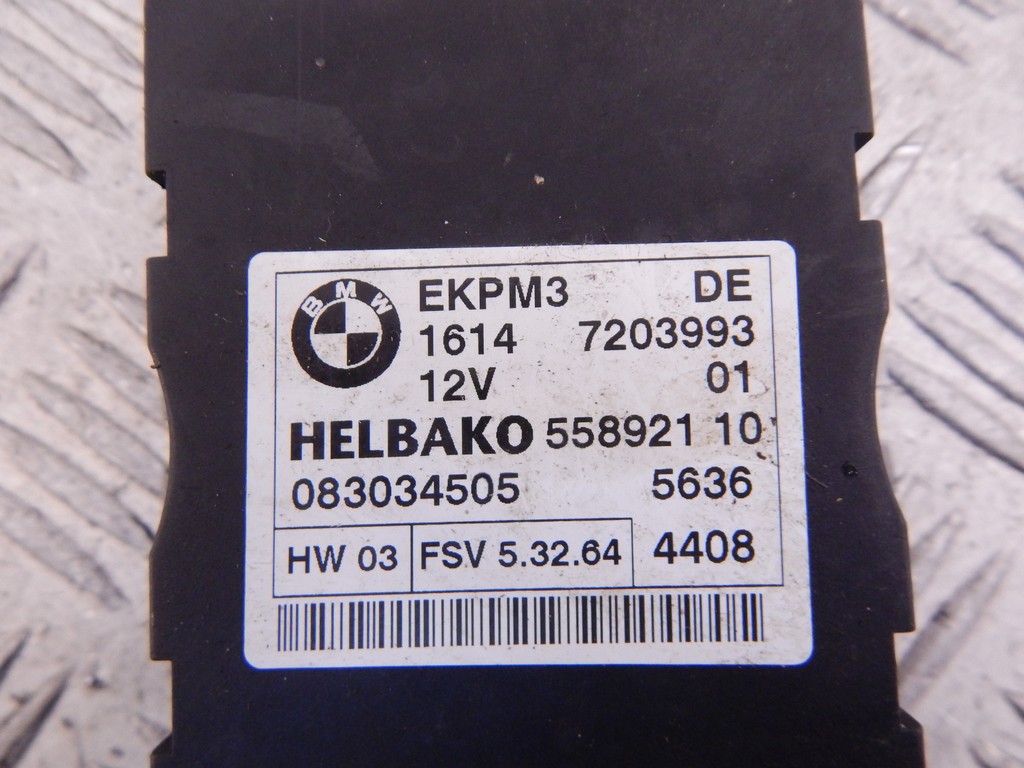 BMW
EKPM3 DE
1614 7203993
12V 01
HELBAKO 558921 10
083034505 5636
HW 03 FSV 5.32.64 4408